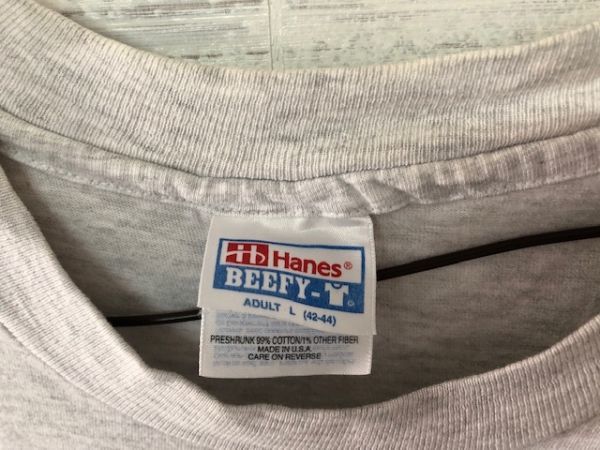 Hanes®
BEEFY-T
ADULT L (42-44)
PRESHRUNK 99% COTTON/1% OTHER FIBER
MADE IN U.S.A.
CARE ON REVERSE